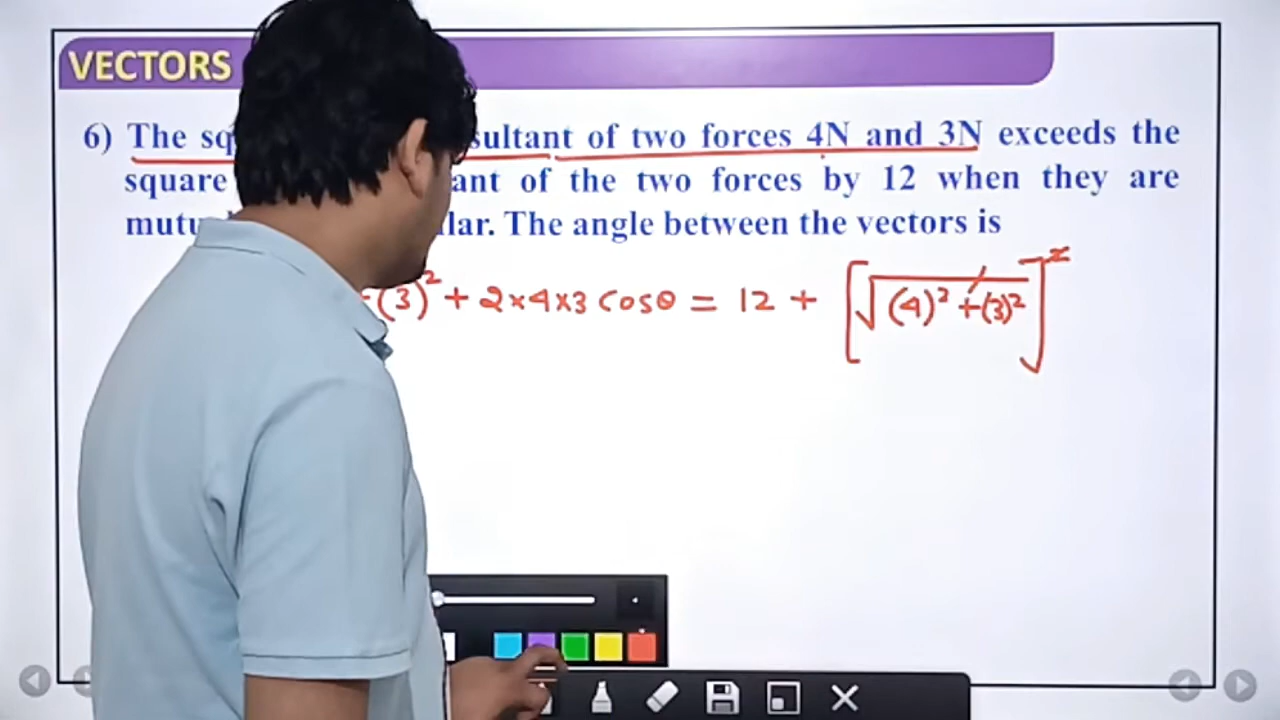 VECTORS
6) The sq sultant of two forces 4N and 3N exceeds the
square ant of the two forces by 12 when they are
mutu lar. The angle between the vectors is
(3)² + 2×4×3 cosθ = 12 + [√(4)² + (3)²]²